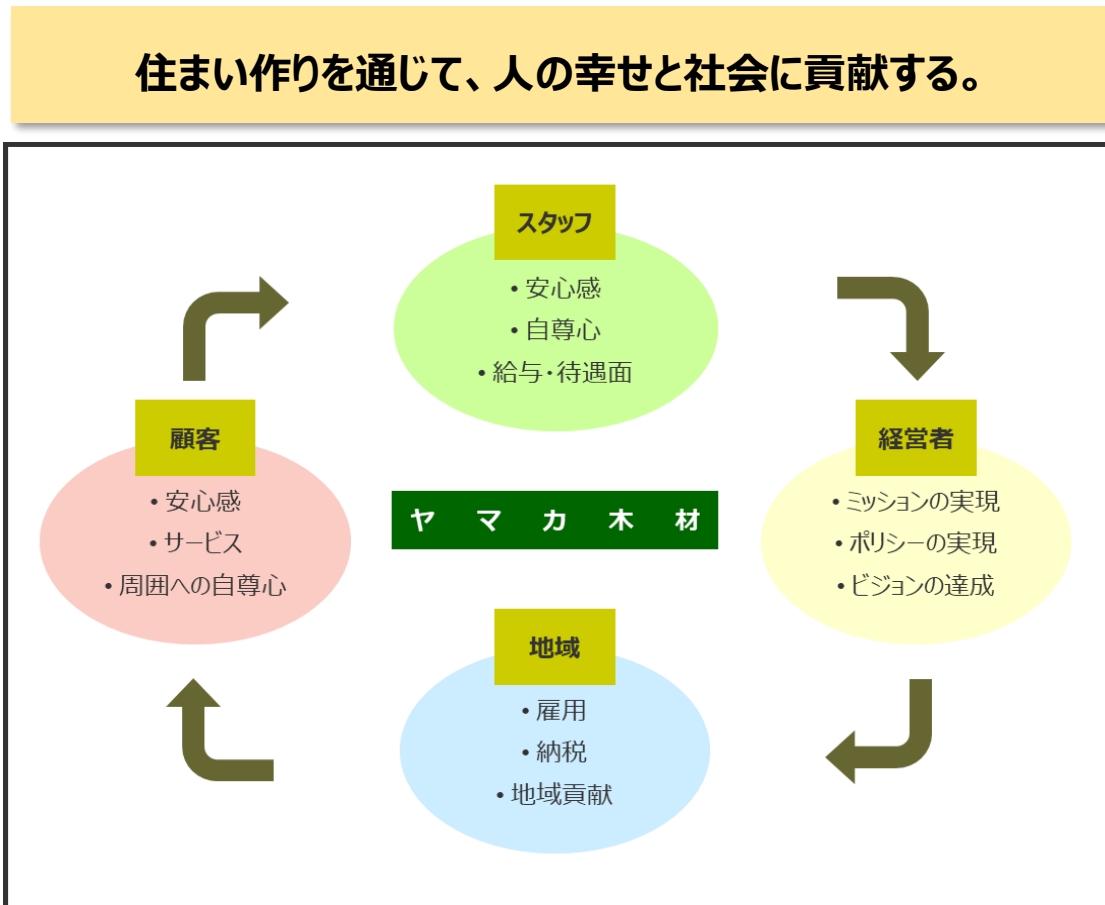 住まい作りを通じて、人の幸せと社会に貢献する。
スタッフ
• 安心感
• 自尊心
• 給与・待遇面
顧客
• 安心感
• サービス
• 周囲への自尊心
ヤマカ木材
経営者
• ミッションの実現
• ポリシーの実現
• ビジョンの達成
地域
• 雇用
• 納税
• 地域貢献